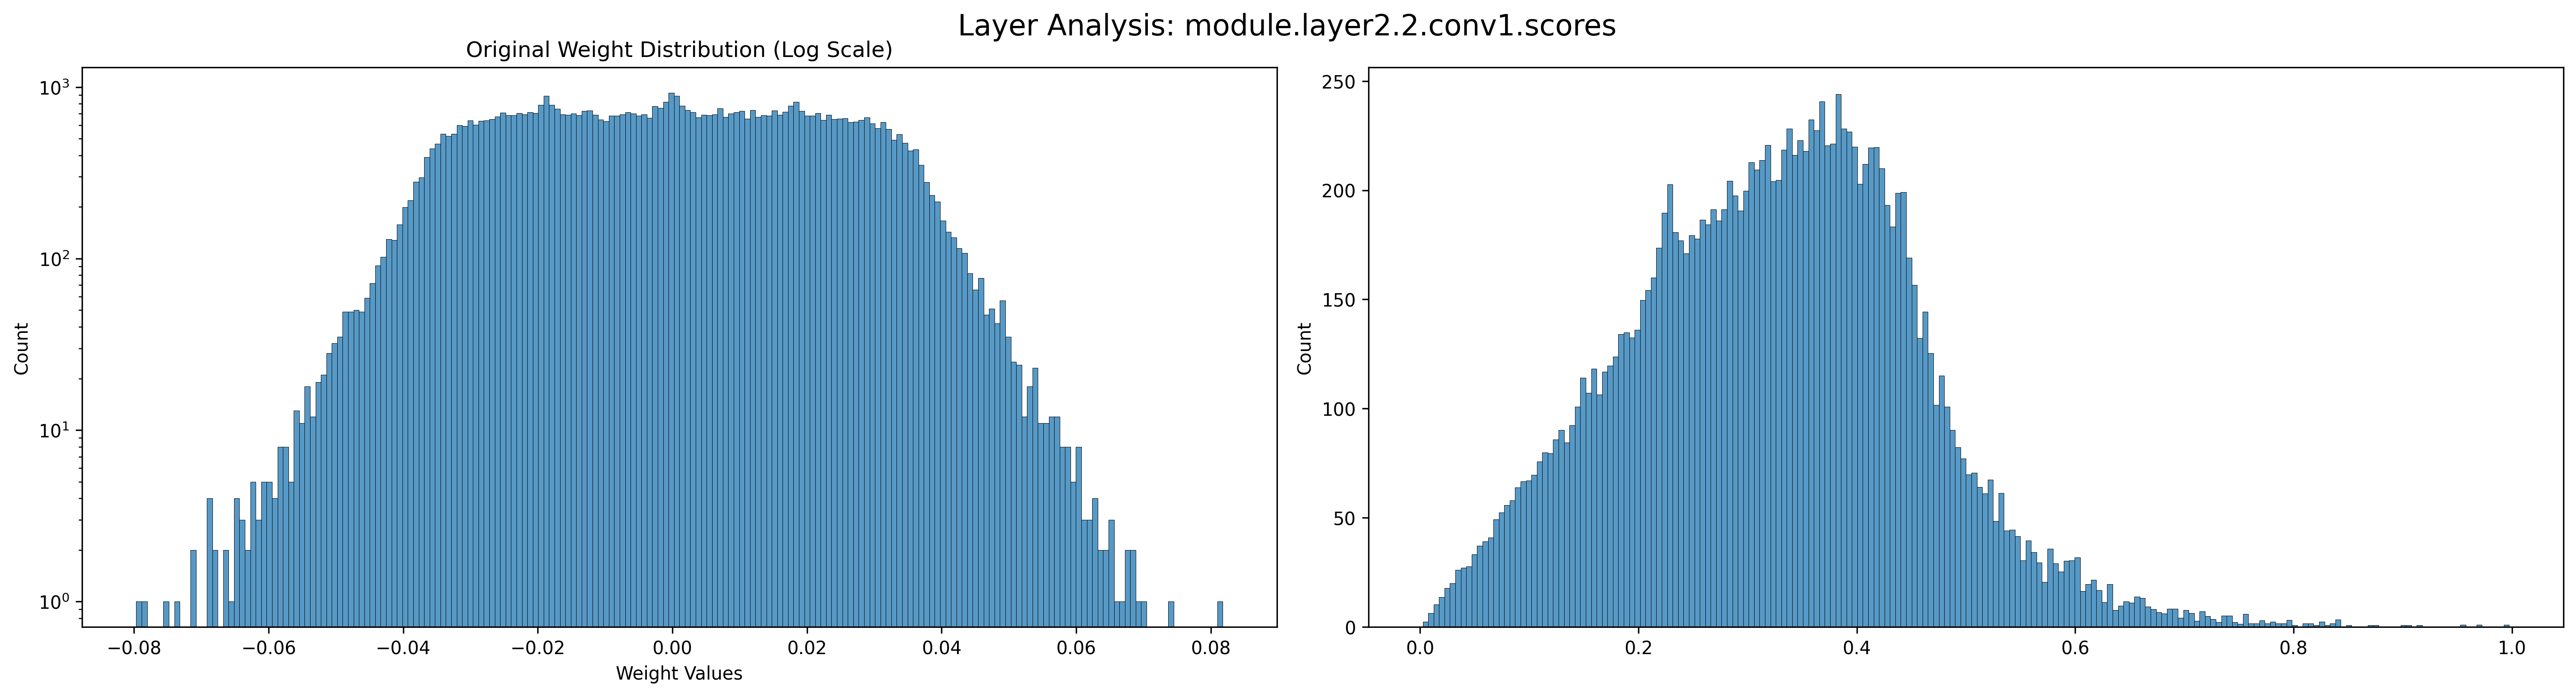 Layer Analysis: module.layer2.2.conv1.scores
Original Weight Distribution (Log Scale)
Count
10³
10²
10¹
10⁰
−0.08 −0.06 −0.04 −0.02 0.00 0.02 0.04 0.06 0.08
Weight Values
Count
250
200
150
100
50
0
0.0 0.2 0.4 0.6 0.8 1.0